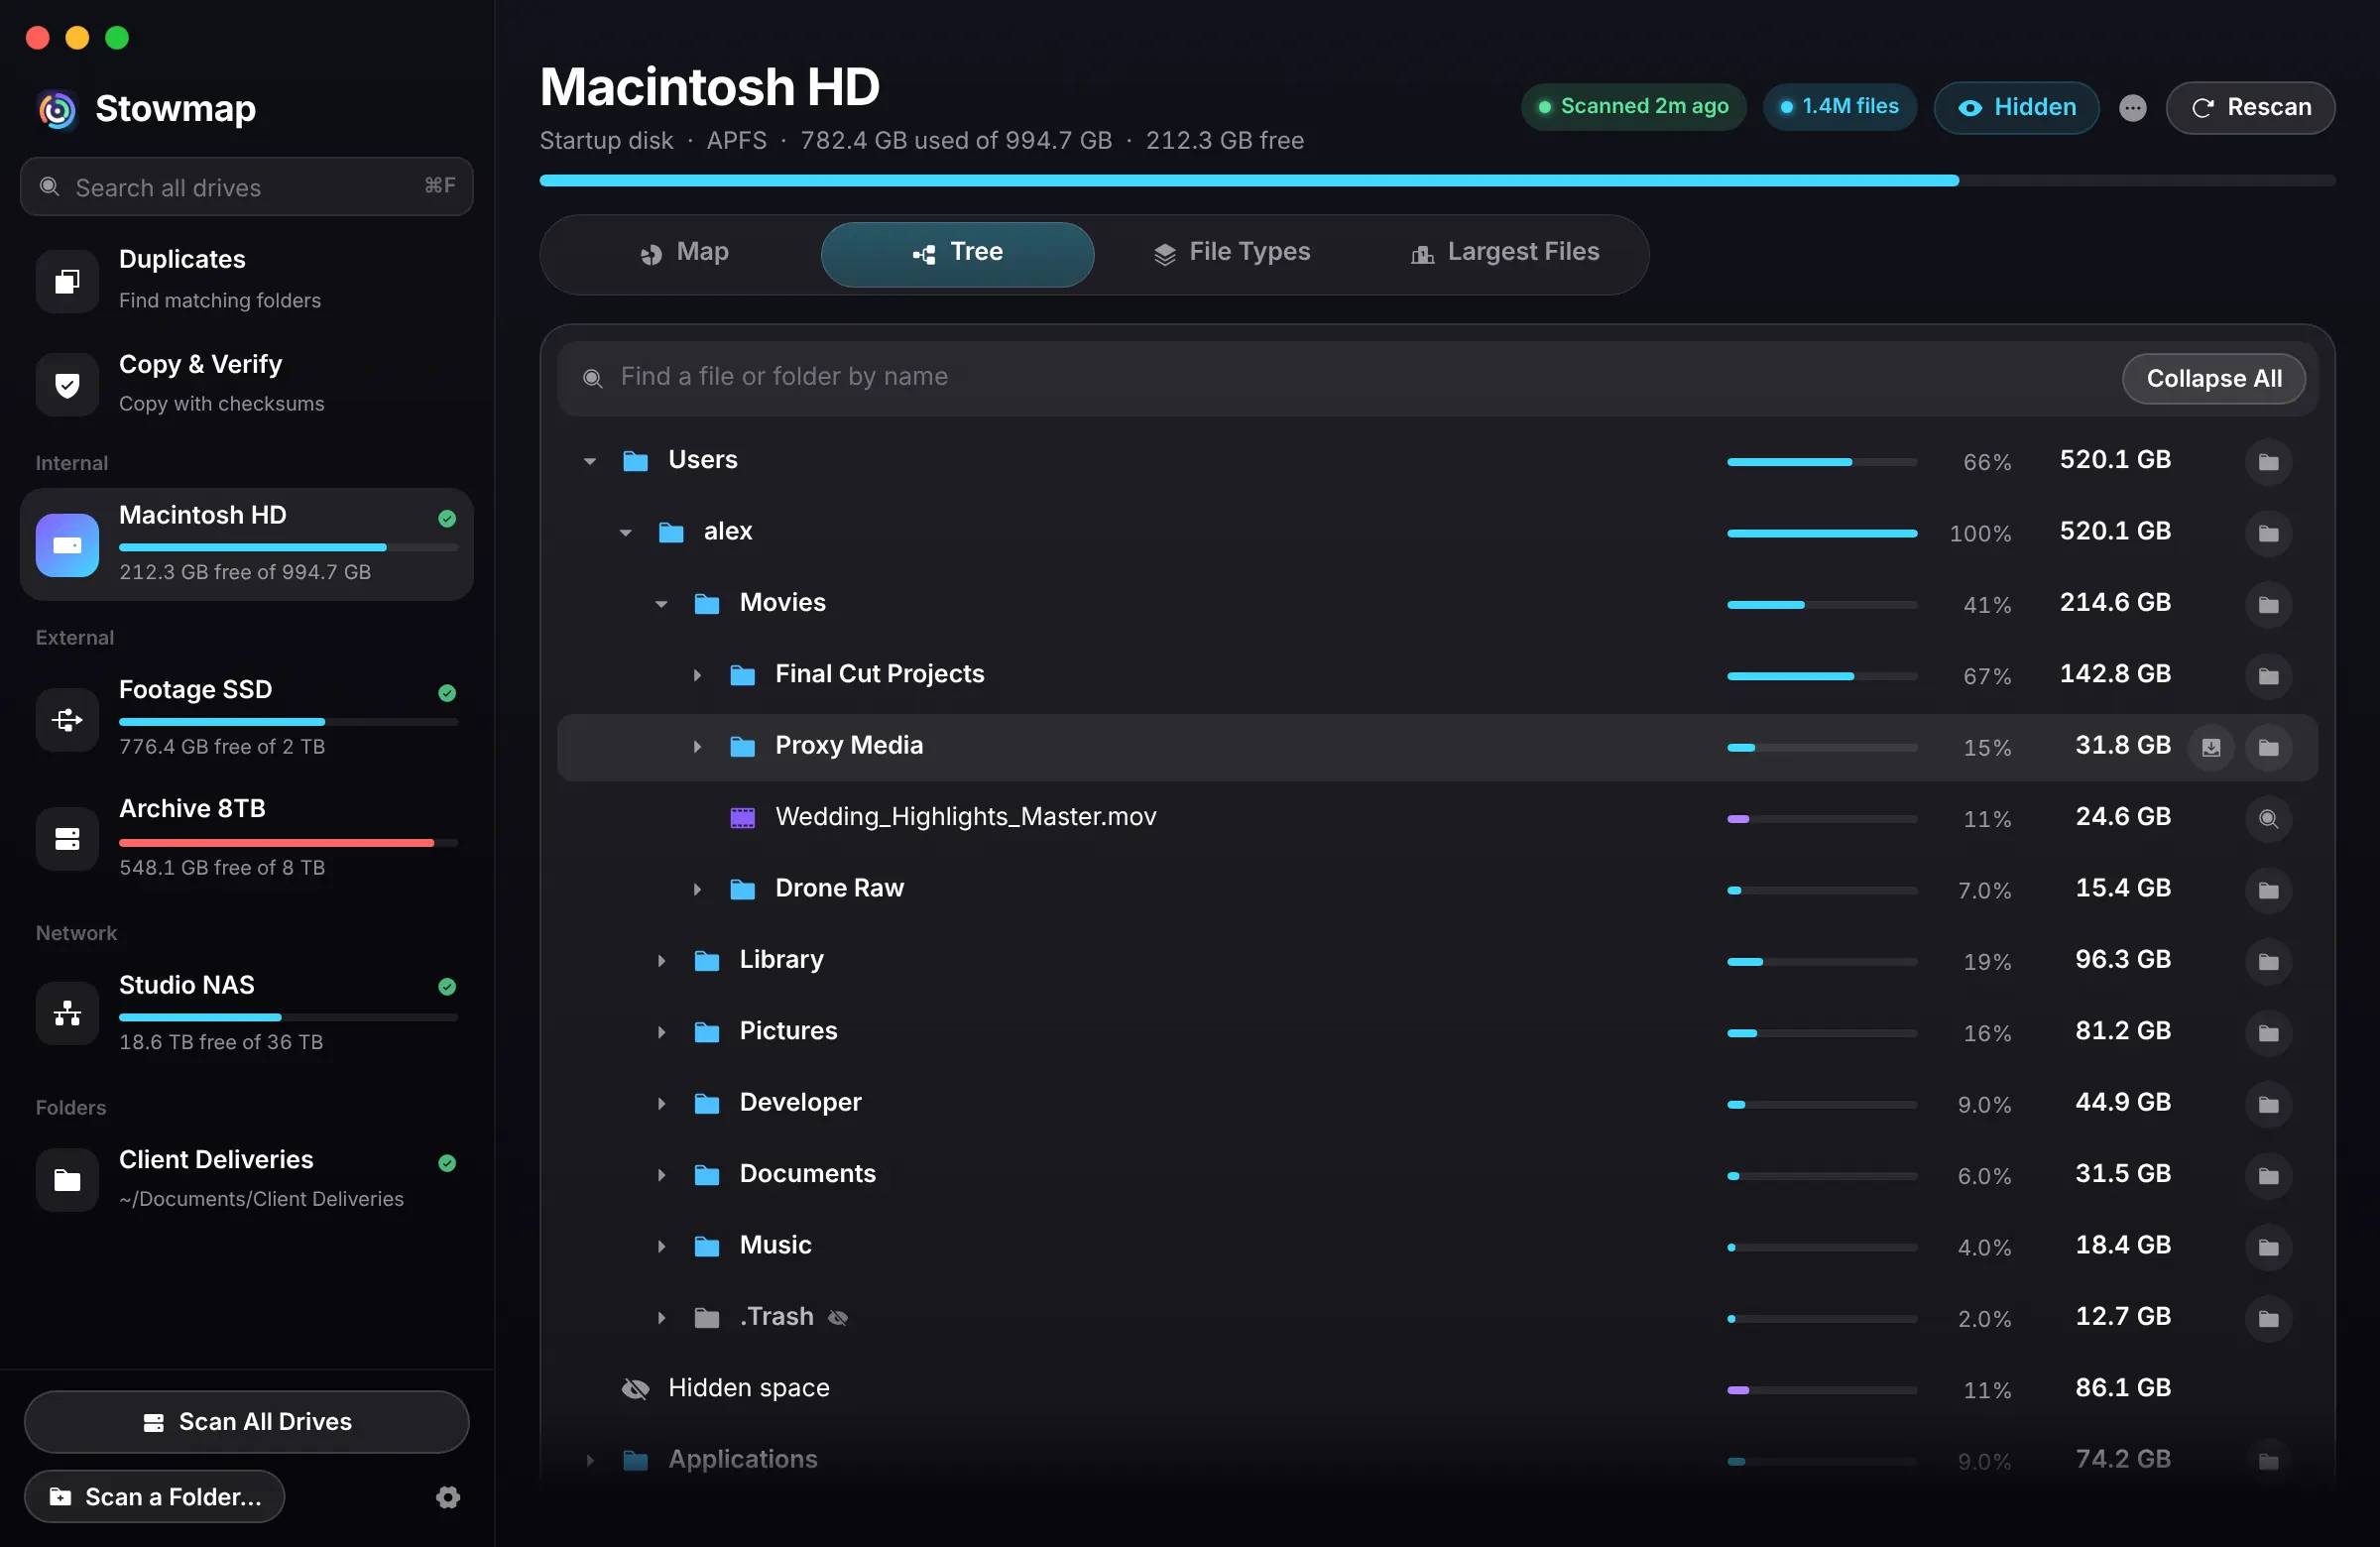 Stowmap
Search all drives ⌘F
Duplicates
Find matching folders
Copy & Verify
Copy with checksums
Internal
Macintosh HD
212.3 GB free of 994.7 GB
External
Footage SSD
776.4 GB free of 2 TB
Archive 8TB
548.1 GB free of 8 TB
Network
Studio NAS
18.6 TB free of 36 TB
Folders
Client Deliveries
~/Documents/Client Deliveries
Scan All Drives
Scan a Folder...
Macintosh HD
Startup disk · APFS · 782.4 GB used of 994.7 GB · 212.3 GB free
Scanned 2m ago 1.4M files Hidden Rescan
Map Tree File Types Largest Files
Find a file or folder by name Collapse All
Users 66% 520.1 GB
alex 100% 520.1 GB
Movies 41% 214.6 GB
Final Cut Projects 67% 142.8 GB
Proxy Media 15% 31.8 GB
Wedding_Highlights_Master.mov 11% 24.6 GB
Drone Raw 7.0% 15.4 GB
Library 19% 96.3 GB
Pictures 16% 81.2 GB
Developer 9.0% 44.9 GB
Documents 6.0% 31.5 GB
Music 4.0% 18.4 GB
.Trash 2.0% 12.7 GB
Hidden space 11% 86.1 GB
Applications 9.0% 74.2 GB